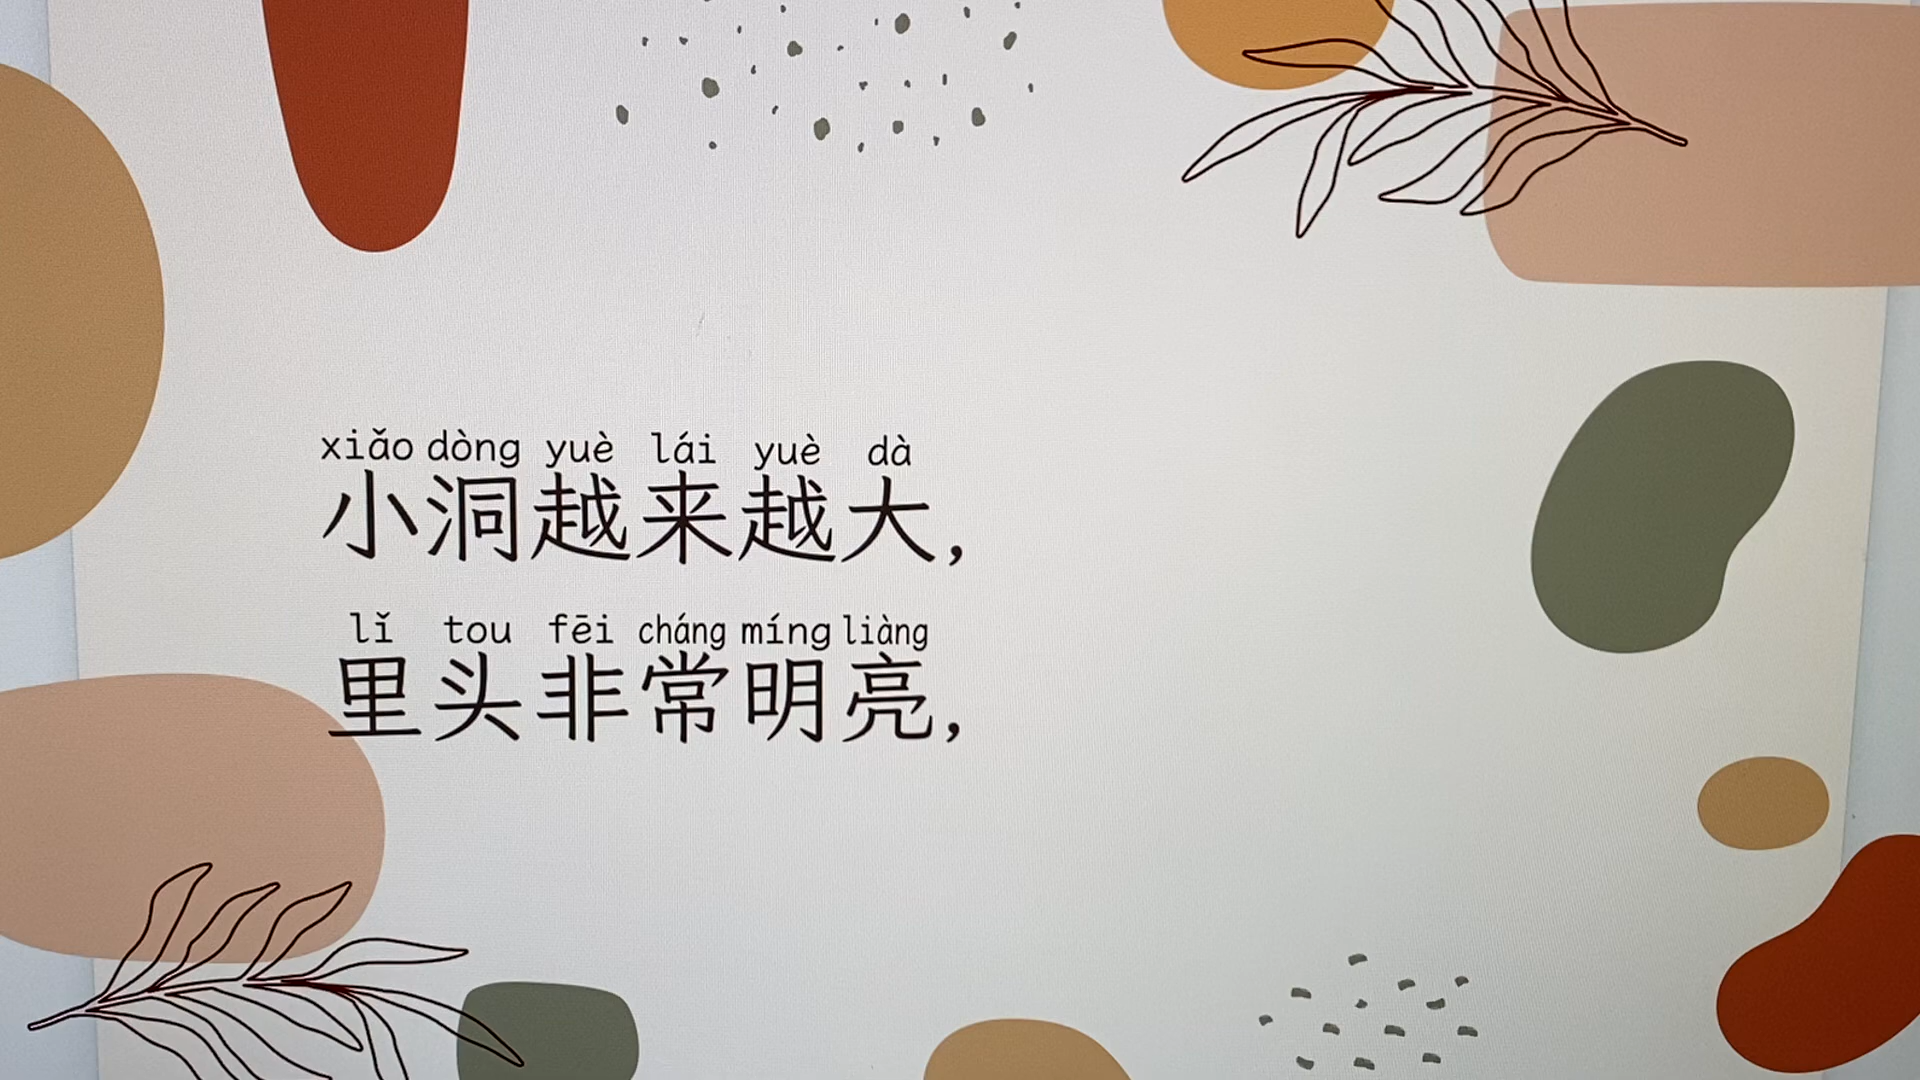 xiǎo dòng yuè lái yuè dà
小洞越来越大，
lǐ tou fēi cháng míng liàng
里头非常明亮，